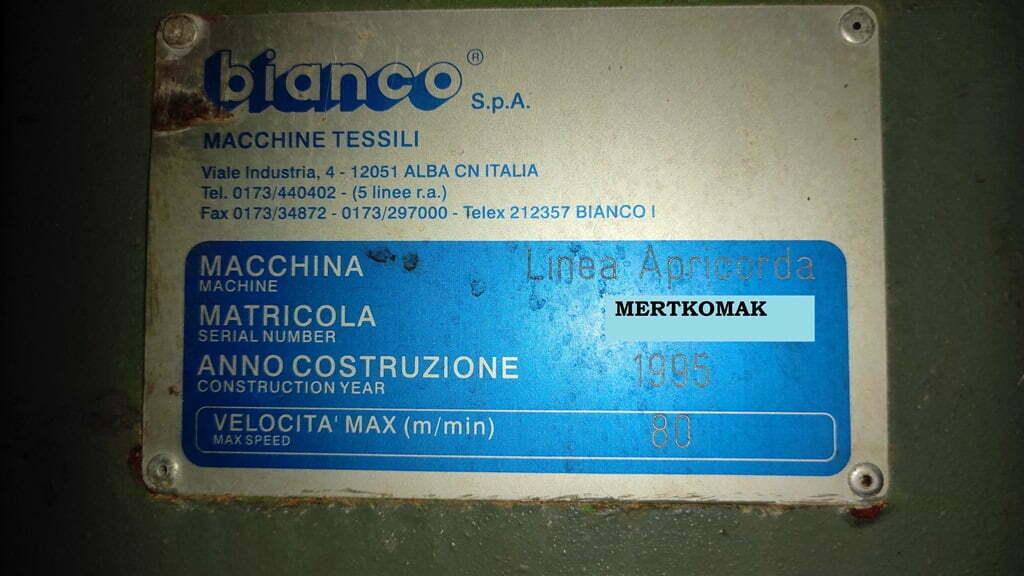 bianco® S.p.A.
MACCHINE TESSILI
Viale Industria, 4 - 12051 ALBA CN ITALIA
Tel. 0173/440402 - (5 linee r.a.)
Fax 0173/34872 - 0173/297000 - Telex 212357 BIANCO I
MACCHINA Linea Apricorda
MACHINE
MATRICOLA MERTKOMAK
SERIAL NUMBER
ANNO COSTRUZIONE 1995
CONSTRUCTION YEAR
VELOCITA' MAX (m/min) 80
MAX SPEED